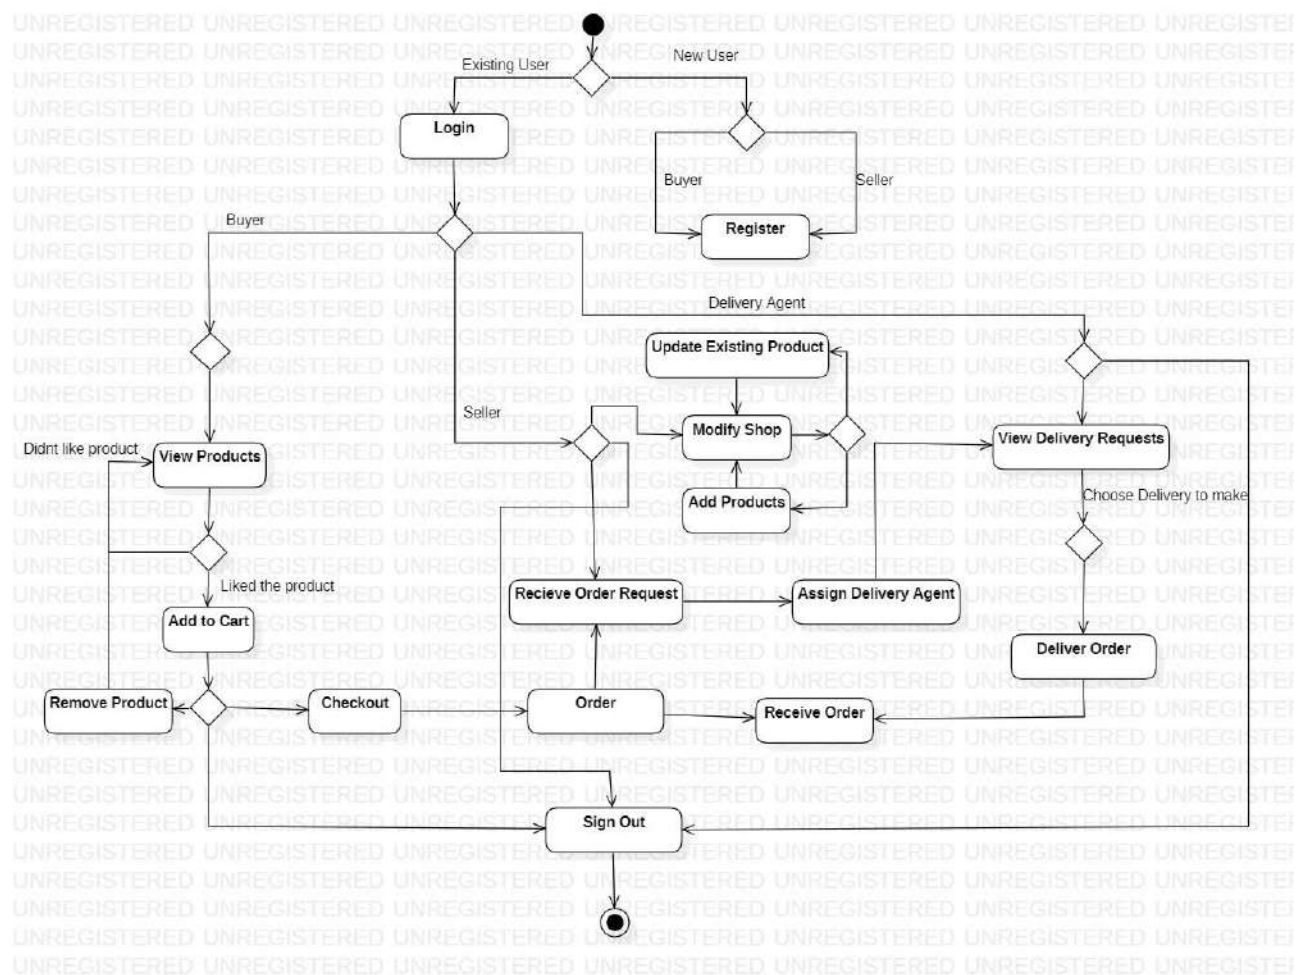 New User
Existing User
Login
Buyer
Seller
Buyer
Register
Delivery Agent
Update Existing Product
Seller
Modify Shop
View Delivery Requests
Didnt like product
View Products
Add Products
Choose Delivery to make
Liked the product
Recieve Order Request
Assign Delivery Agent
Add to Cart
Deliver Order
Remove Product
Checkout
Order
Receive Order
Sign Out
UNREGISTERED